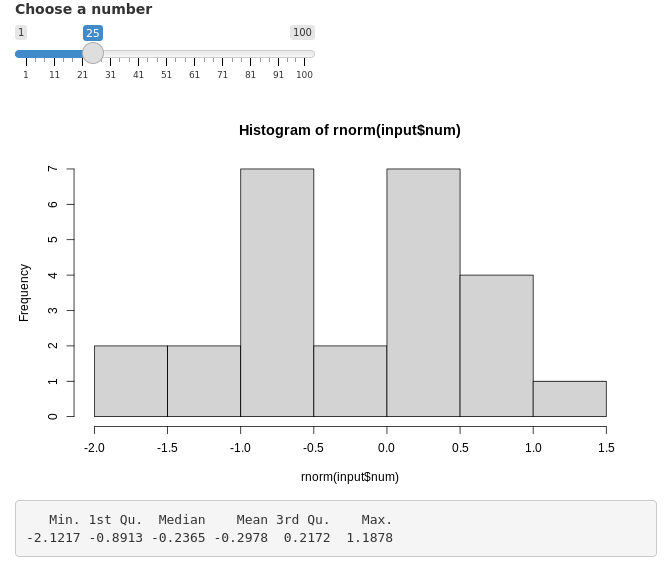 Choose a number
1 25 100
1 11 21 31 41 51 61 71 81 91 100
Histogram of rnorm(input$num)
7
6
5
4
3
2
1
0
Frequency
-2.0 -1.5 -1.0 -0.5 0.0 0.5 1.0 1.5
rnorm(input$num)
Min. 1st Qu. Median Mean 3rd Qu. Max.
-2.1217 -0.8913 -0.2365 -0.2978 0.2172 1.1878